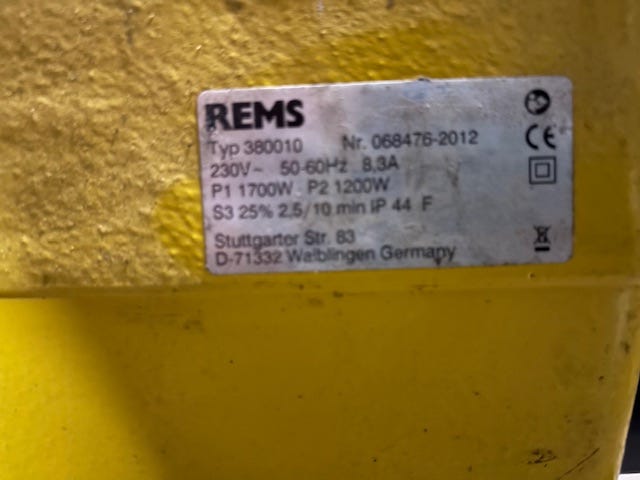 REMS
Typ 380010 Nr. 068476-2012
230V~ 50-60Hz 8,3A
P1 1700W P2 1200W
S3 25% 2,5/10 min IP 44 F
Stuttgarter Str. 83
D-71332 Waiblingen Germany
CE